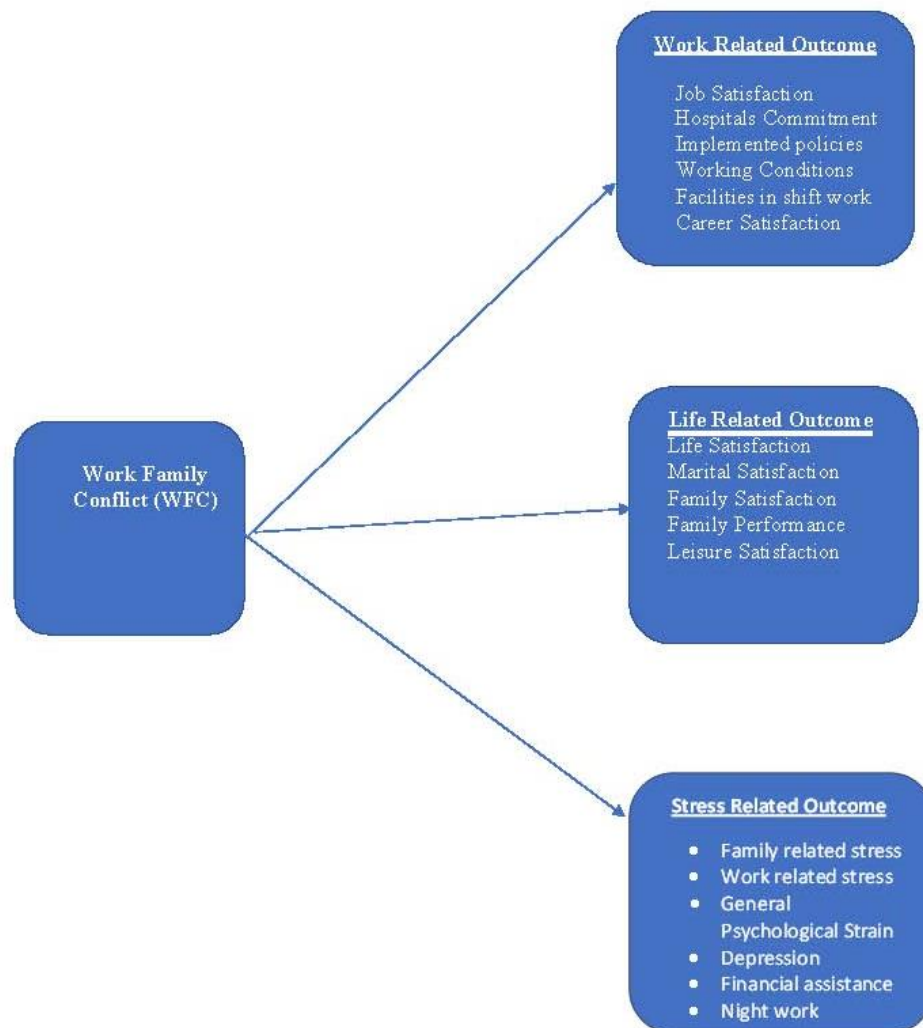 Work Related Outcome
Job Satisfaction
Hospitals Commitment
Implemented policies
Working Conditions
Facilities in shift work
Career Satisfaction
Work Family
Conflict (WFC)
Life Related Outcome
Life Satisfaction
Marital Satisfaction
Family Satisfaction
Family Performance
Leisure Satisfaction
Stress Related Outcome
• Family related stress
• Work related stress
• General
Psychological Strain
• Depression
• Financial assistance
• Night work